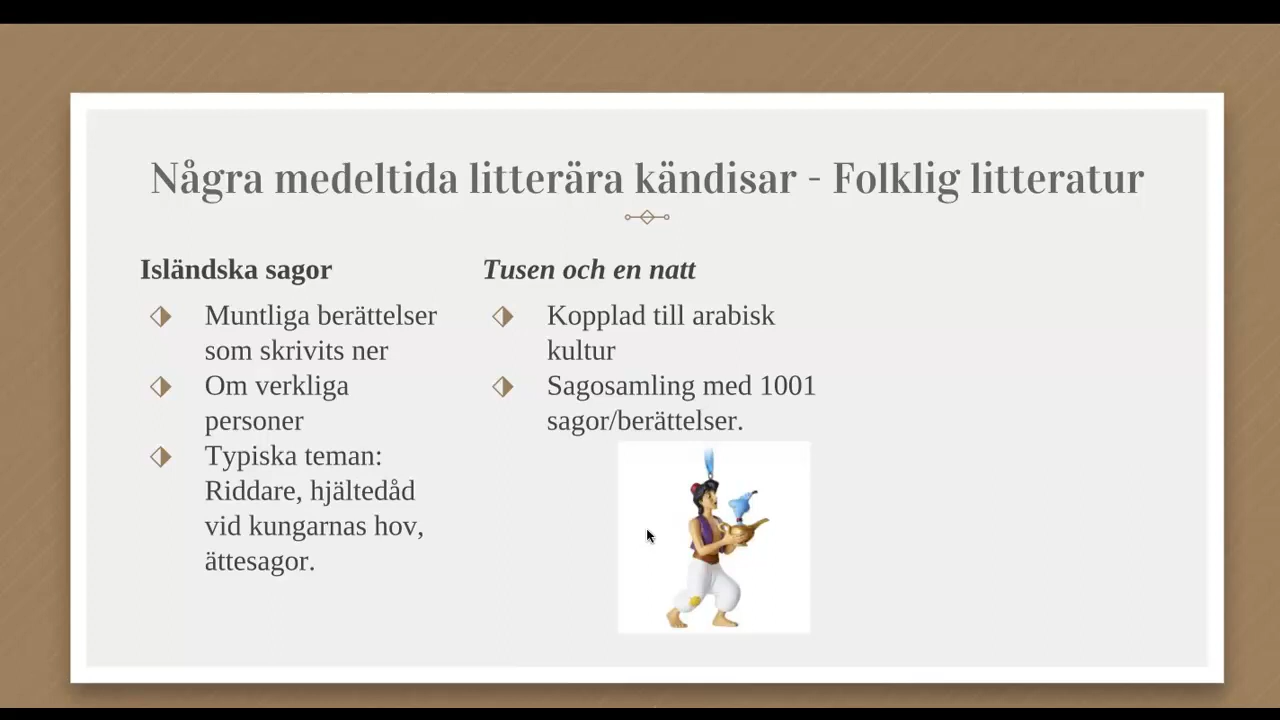 Några medeltida litterära kändisar - Folklig litteratur
Isländska sagor
Muntliga berättelser
som skrivits ner
Om verkliga
personer
Typiska teman:
Riddare, hjältedåd
vid kungarnas hov,
ättesagor.
Tusen och en natt
Kopplad till arabisk
kultur
Sagosamling med 1001
sagor/berättelser.